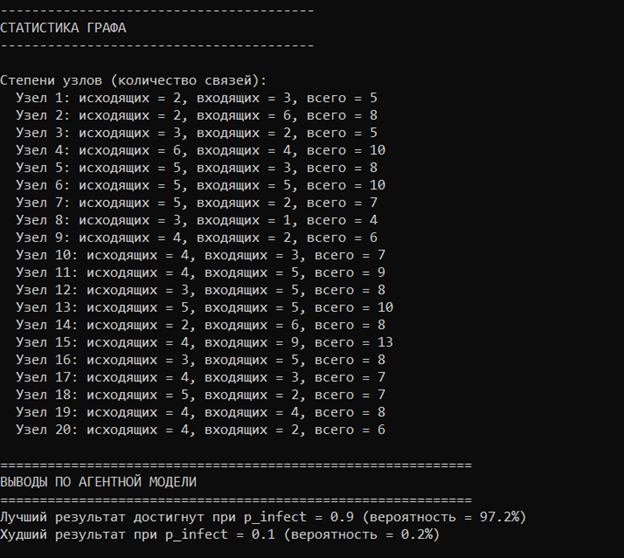 ----------------------------------------
СТАТИСТИКА ГРАФА
----------------------------------------
Степени узлов (количество связей):
Узел 1: исходящих = 2, входящих = 3, всего = 5
Узел 2: исходящих = 2, входящих = 6, всего = 8
Узел 3: исходящих = 3, входящих = 2, всего = 5
Узел 4: исходящих = 6, входящих = 4, всего = 10
Узел 5: исходящих = 5, входящих = 3, всего = 8
Узел 6: исходящих = 5, входящих = 5, всего = 10
Узел 7: исходящих = 5, входящих = 2, всего = 7
Узел 8: исходящих = 3, входящих = 1, всего = 4
Узел 9: исходящих = 4, входящих = 2, всего = 6
Узел 10: исходящих = 4, входящих = 3, всего = 7
Узел 11: исходящих = 4, входящих = 5, всего = 9
Узел 12: исходящих = 3, входящих = 5, всего = 8
Узел 13: исходящих = 5, входящих = 5, всего = 10
Узел 14: исходящих = 2, входящих = 6, всего = 8
Узел 15: исходящих = 4, входящих = 9, всего = 13
Узел 16: исходящих = 3, входящих = 5, всего = 8
Узел 17: исходящих = 4, входящих = 3, всего = 7
Узел 18: исходящих = 5, входящих = 2, всего = 7
Узел 19: исходящих = 4, входящих = 4, всего = 8
Узел 20: исходящих = 4, входящих = 2, всего = 6
============================================================
ВЫВОДЫ ПО АГЕНТНОЙ МОДЕЛИ
============================================================
Лучший результат достигнут при p_infect = 0.9 (вероятность = 97.2%)
Худший результат при p_infect = 0.1 (вероятность = 0.2%)